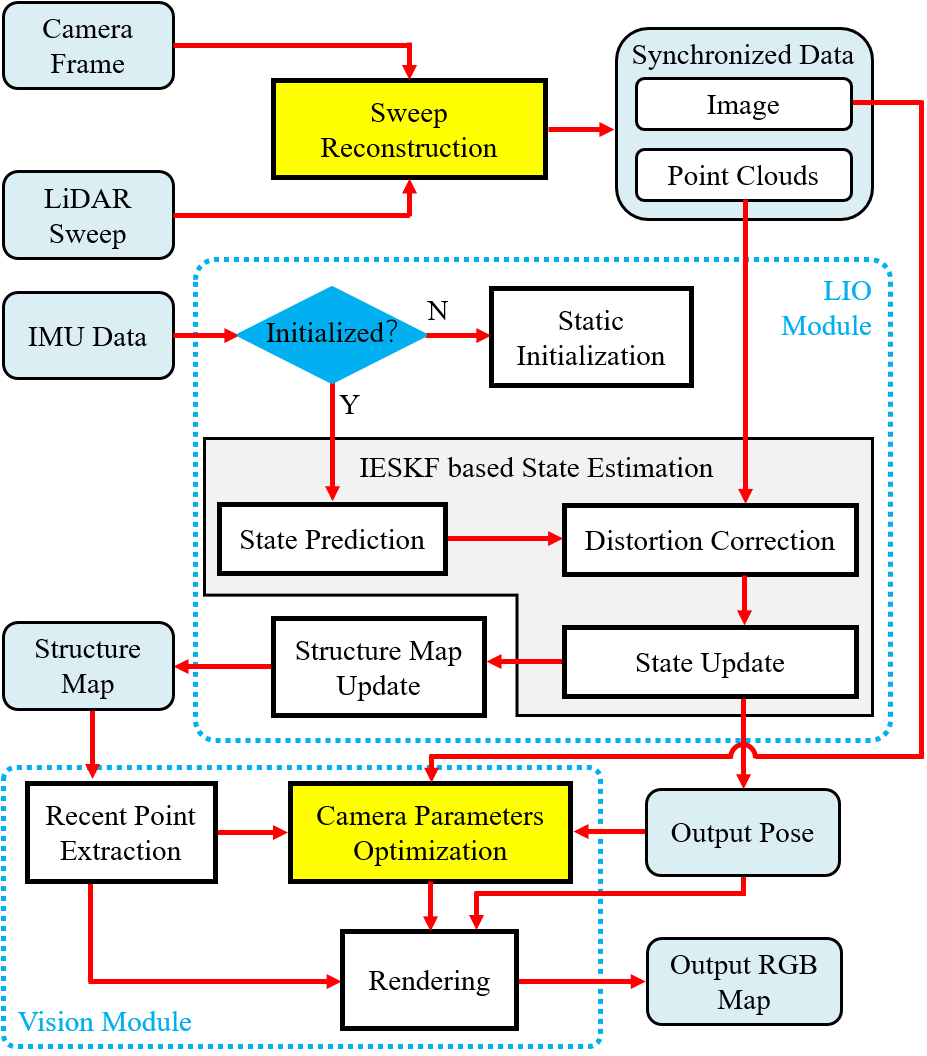 Camera
Frame
Synchronized Data
Image
Sweep
Reconstruction
Point Clouds
LiDAR
Sweep
LIO
Module
IMU Data
Initialized?
N
Static
Initialization
Y
IESKF based State Estimation
State Prediction
Distortion Correction
Structure
Map
Structure Map
Update
State Update
Recent Point
Extraction
Camera Parameters
Optimization
Output Pose
Rendering
Output RGB
Map
Vision Module